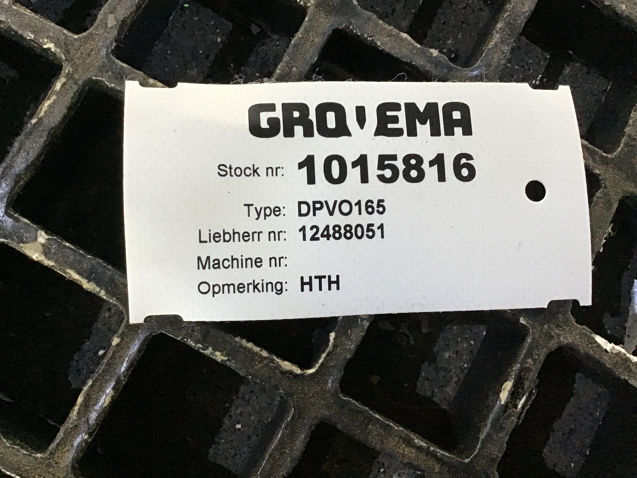 GROVEMA
Stock nr: 1015816
Type: DPVO165
Liebherr nr: 12488051
Machine nr:
Opmerking: HTH